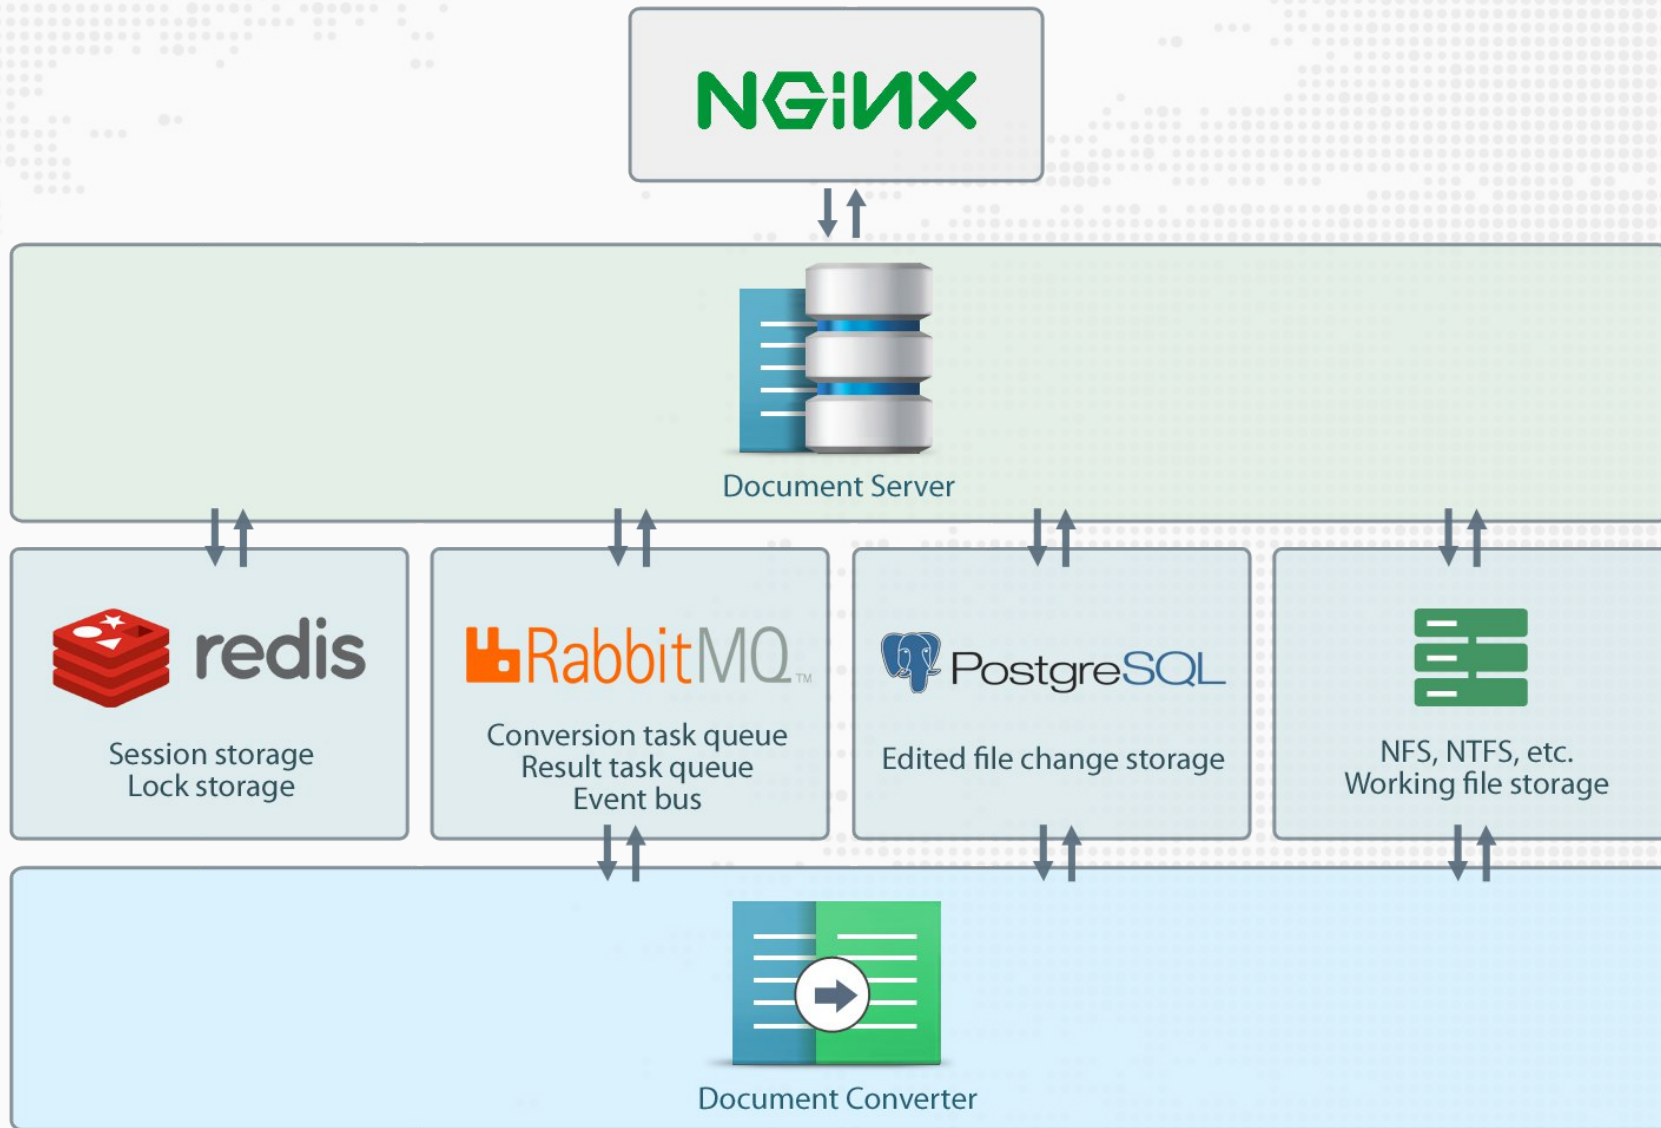 NGINX
Document Server
redis
Session storage
Lock storage
RabbitMQ™
Conversion task queue
Result task queue
Event bus
PostgreSQL
Edited file change storage
NFS, NTFS, etc.
Working file storage
Document Converter